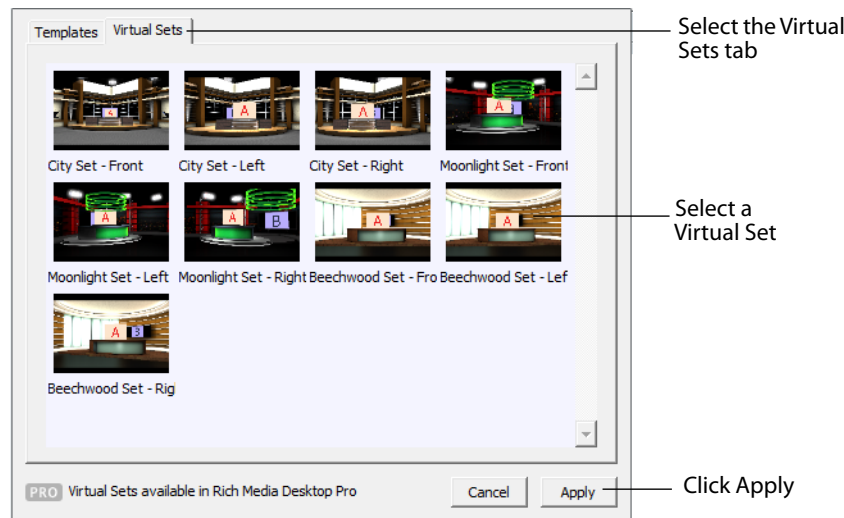 Templates Virtual Sets
Select the Virtual
Sets tab
A A A A
City Set - Front City Set - Left City Set - Right Moonlight Set - Front
A A B A A
Select a
Virtual Set
Moonlight Set - Left Moonlight Set - Right Beechwood Set - Fro Beechwood Set - Lef
A B
Beechwood Set - Rig
PRO Virtual Sets available in Rich Media Desktop Pro Cancel Apply
Click Apply